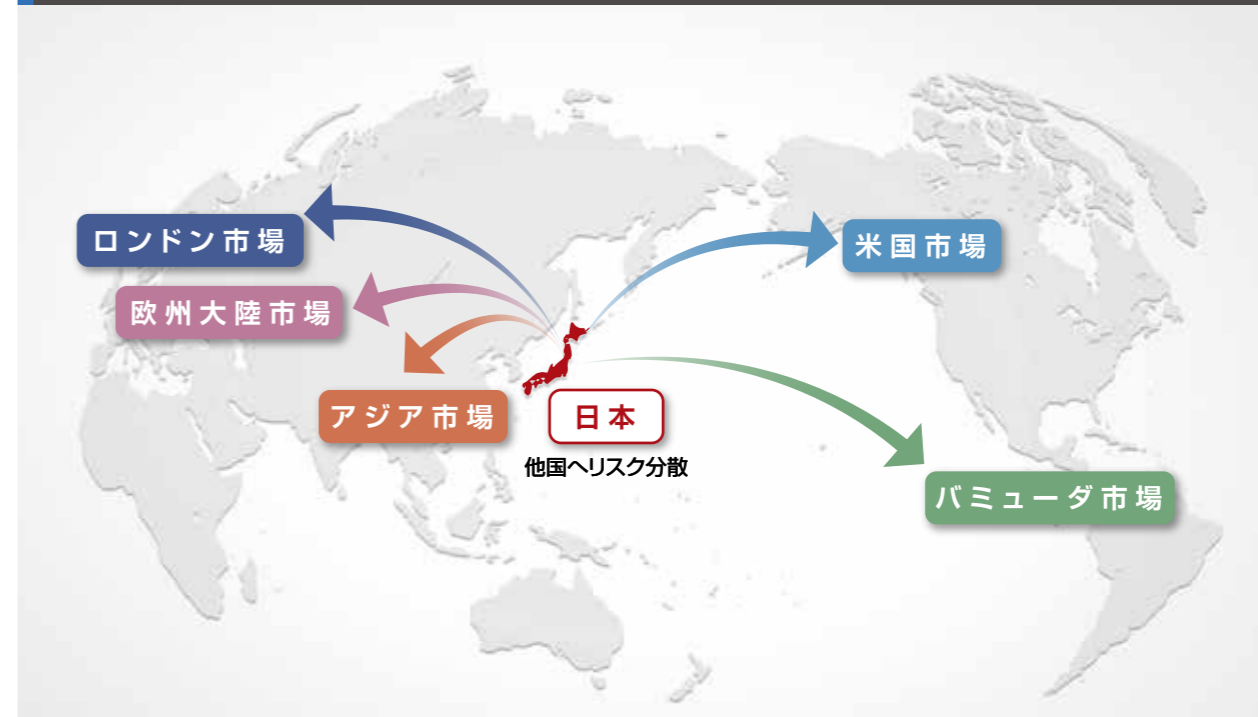 ロンドン市場
米国市場
欧州大陸市場
アジア市場
日本
他国へリスク分散
バミューダ市場